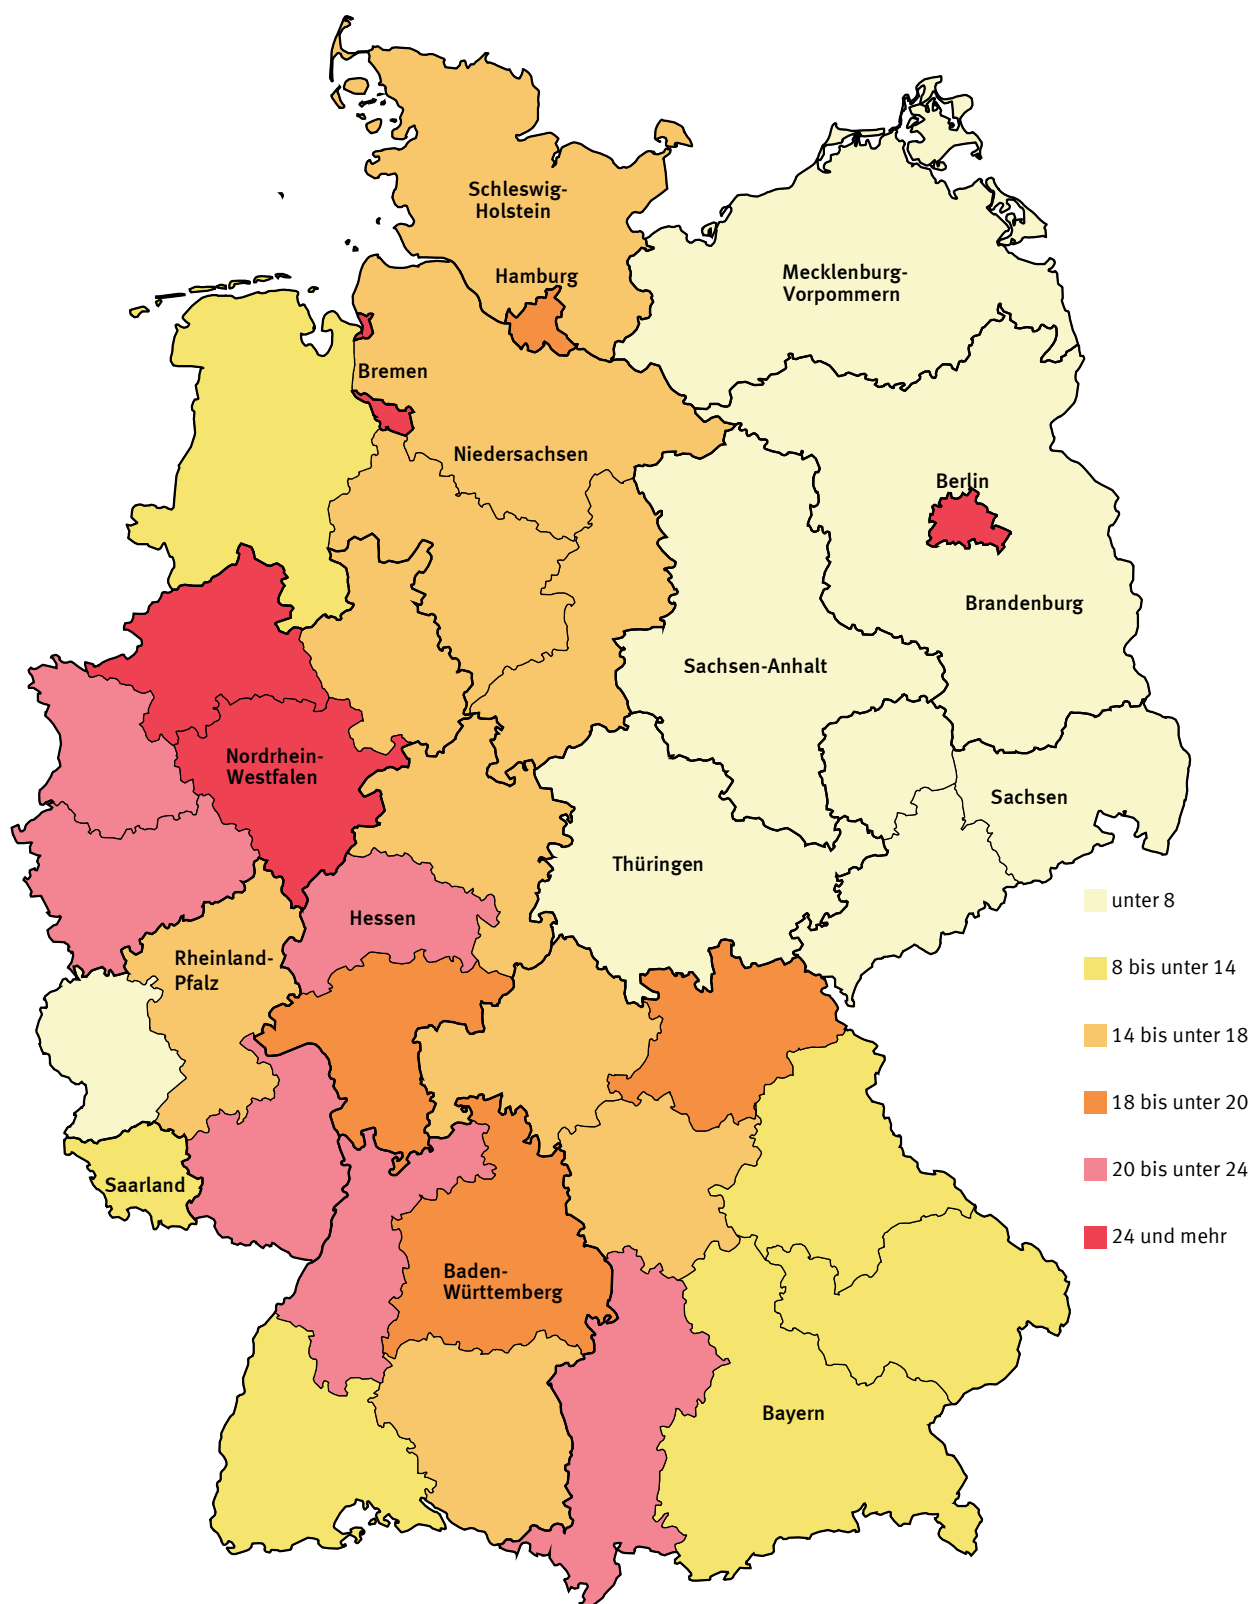 Schleswig-
Holstein
Hamburg
Mecklenburg-
Vorpommern
Bremen
Niedersachsen
Berlin
Brandenburg
Sachsen-Anhalt
Nordrhein-
Westfalen
Sachsen
Thüringen
Hessen
Rheinland-
Pfalz
Saarland
Baden-
Württemberg
Bayern
unter 8
8 bis unter 14
14 bis unter 18
18 bis unter 20
20 bis unter 24
24 und mehr